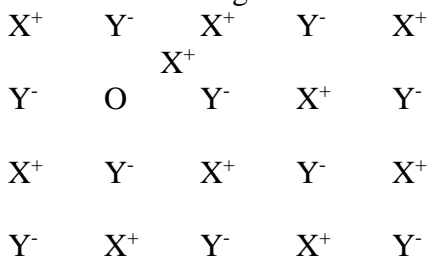 X⁺ Y⁻ X⁺ Y⁻ X⁺
X⁺
Y⁻ O Y⁻ X⁺ Y⁻
X⁺ Y⁻ X⁺ Y⁻ X⁺
Y⁻ X⁺ Y⁻ X⁺ Y⁻